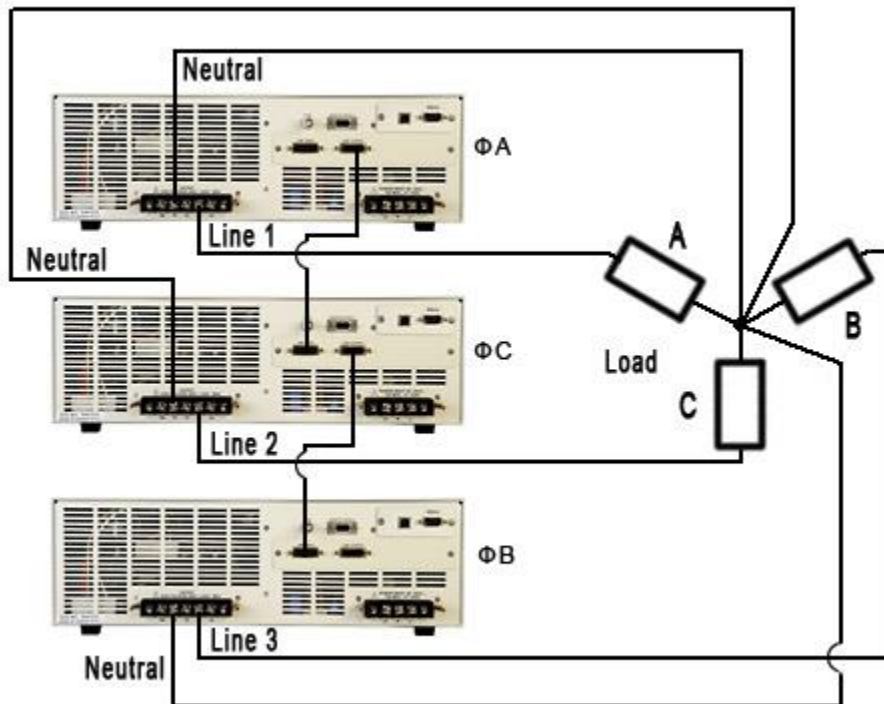 Neutral
ΦA
Line 1
A
Neutral
B
ΦC
Load
C
Line 2
ΦB
Line 3
Neutral